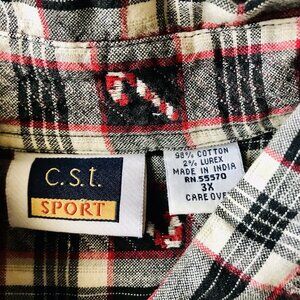 c.s.t.
SPORT
98% COTTON
2% LUREX
MADE IN INDIA
RN.55570
3X
CARE OVER